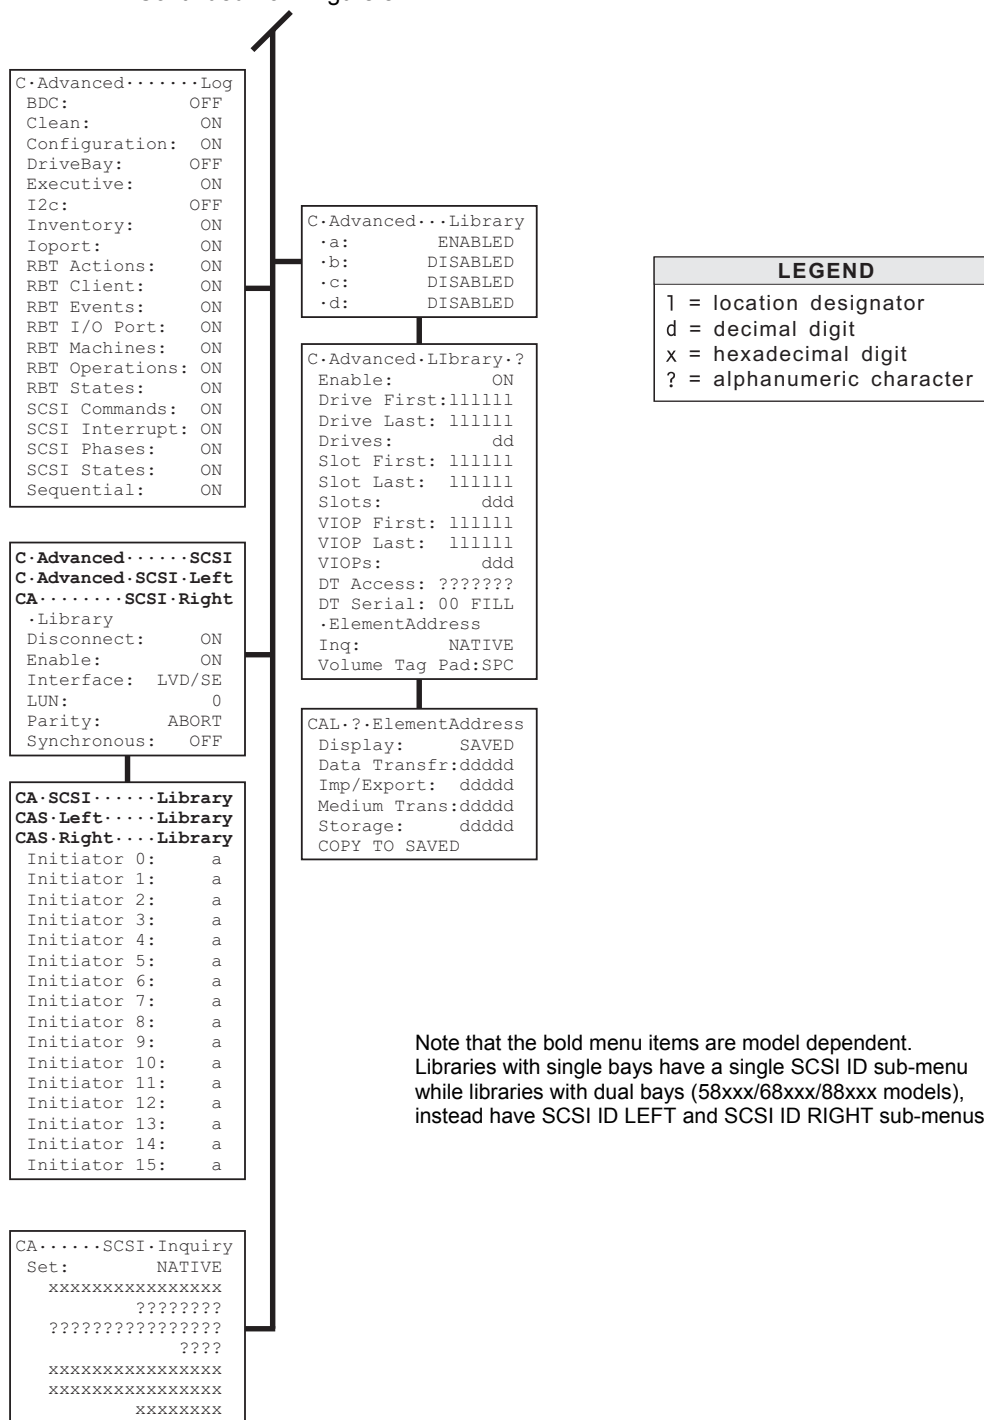 C·Advanced·······Log
BDC: OFF
Clean: ON
Configuration: ON
DriveBay: OFF
Executive: ON
I2c: OFF
Inventory: ON
Ioport: ON
RBT Actions: ON
RBT Client: ON
RBT Events: ON
RBT I/O Port: ON
RBT Machines: ON
RBT Operations: ON
RBT States: ON
SCSI Commands: ON
SCSI Interrupt: ON
SCSI Phases: ON
SCSI States: ON
Sequential: ON
C·Advanced······SCSI
C·Advanced·SCSI·Left
CA········SCSI·Right
·Library
Disconnect: ON
Enable: ON
Interface: LVD/SE
LUN: 0
Parity: ABORT
Synchronous: OFF
CA·SCSI······Library
CAS·Left·····Library
CAS·Right····Library
Initiator 0: a
Initiator 1: a
Initiator 2: a
Initiator 3: a
Initiator 4: a
Initiator 5: a
Initiator 6: a
Initiator 7: a
Initiator 8: a
Initiator 9: a
Initiator 10: a
Initiator 11: a
Initiator 12: a
Initiator 13: a
Initiator 14: a
Initiator 15: a
CA······SCSI·Inquiry
Set: NATIVE
xxxxxxxxxxxxxxxx
????????
????????????????
????
xxxxxxxxxxxxxxxx
xxxxxxxxxxxxxxxx
xxxxxxxx
C·Advanced···Library
·a: ENABLED
·b: DISABLED
·c: DISABLED
·d: DISABLED
C·Advanced·LIbrary·?
Enable: ON
Drive First:llllll
Drive Last: llllll
Drives: dd
Slot First: llllll
Slot Last: llllll
Slots: ddd
VIOP First: llllll
VIOP Last: llllll
VIOPs: ddd
DT Access: ???????
DT Serial: 00 FILL
·ElementAddress
Inq: NATIVE
Volume Tag Pad:SPC
CAL·?·ElementAddress
Display: SAVED
Data Transfr:ddddd
Imp/Export: ddddd
Medium Trans:ddddd
Storage: ddddd
COPY TO SAVED
LEGEND
l = location designator
d = decimal digit
x = hexadecimal digit
? = alphanumeric character
Note that the bold menu items are model dependent.
Libraries with single bays have a single SCSI ID sub-menu
while libraries with dual bays (58xxx/68xxx/88xxx models),
instead have SCSI ID LEFT and SCSI ID RIGHT sub-menus